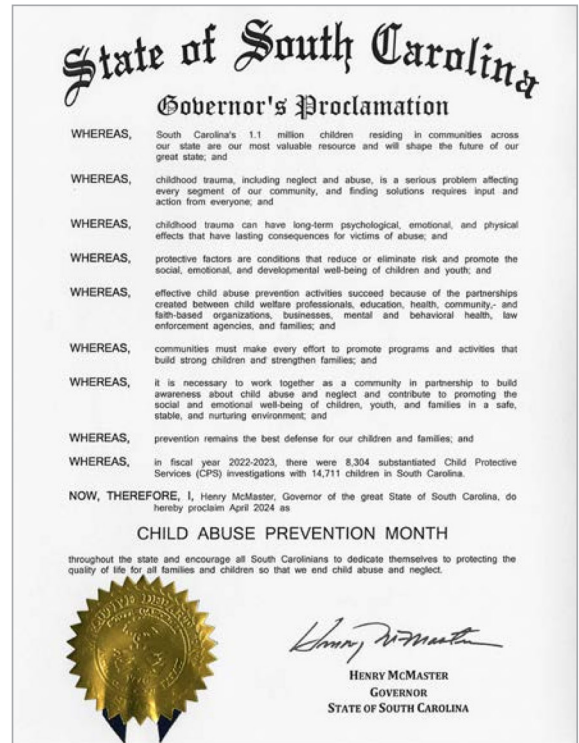 State of South Carolina
Governor's Proclamation
WHEREAS, South Carolina's 1.1 million children residing in communities across
our state are our most valuable resource and will shape the future of our
great state; and
WHEREAS, childhood trauma, including neglect and abuse, is a serious problem affecting
every segment of our community, and finding solutions requires input and
action from everyone; and
WHEREAS, childhood trauma can have long-term psychological, emotional, and physical
effects that have lasting consequences for victims of abuse; and
WHEREAS, protective factors are conditions that reduce or eliminate risk and promote the
social, emotional, and developmental well-being of children and youth; and
WHEREAS, effective child abuse prevention activities succeed because of the partnerships
created between child welfare professionals, education, health, community,- and
faith-based organizations, businesses, mental and behavioral health, law
enforcement agencies, and families; and
WHEREAS, communities must make every effort to promote programs and activities that
build strong children and strengthen families; and
WHEREAS, it is necessary to work together as a community in partnership to build
awareness about child abuse and neglect and contribute to promoting the
social and emotional well-being of children, youth, and families in a safe,
stable, and nurturing environment; and
WHEREAS, prevention remains the best defense for our children and families; and
WHEREAS, in fiscal year 2022-2023, there were 8,304 substantiated Child Protective
Services (CPS) investigations with 14,711 children in South Carolina.
NOW, THEREFORE, I, Henry McMaster, Governor of the great State of South Carolina, do
hereby proclaim April 2024 as
CHILD ABUSE PREVENTION MONTH
throughout the state and encourage all South Carolinians to dedicate themselves to protecting the
quality of life for all families and children so that we end child abuse and neglect.
Henry McMaster
HENRY MCMASTER
GOVERNOR
STATE OF SOUTH CAROLINA